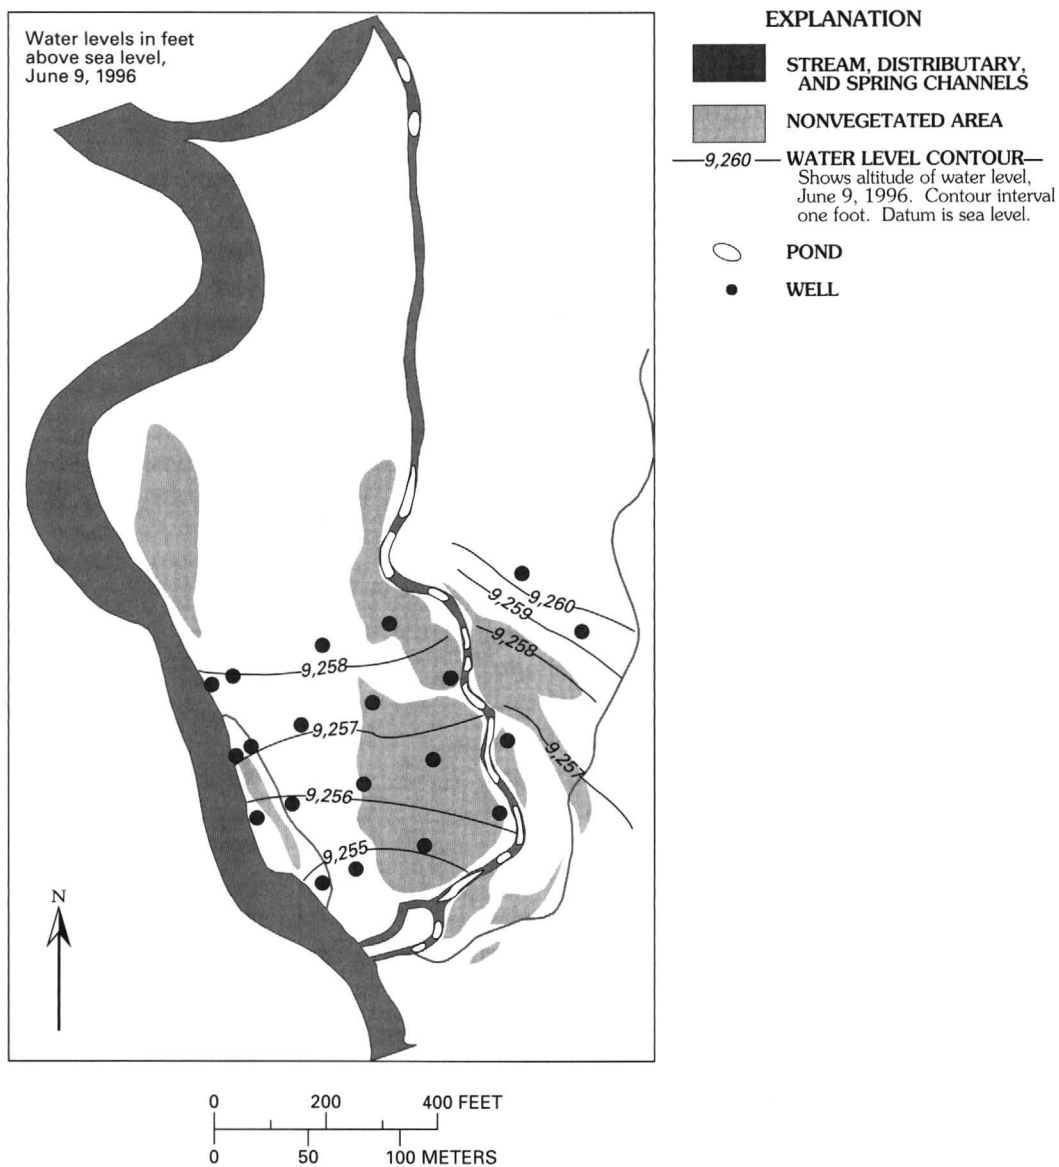 Water levels in feet
above sea level,
June 9, 1996
EXPLANATION
STREAM, DISTRIBUTARY,
AND SPRING CHANNELS
NONVEGETATED AREA
9,260 WATER LEVEL CONTOUR—
Shows altitude of water level,
June 9, 1996. Contour interval
one foot. Datum is sea level.
POND
WELL
9,260
9,259
9,258
9,258
9,257
9,257
9,256
9,255
N
0 200 400 FEET
0 50 100 METERS